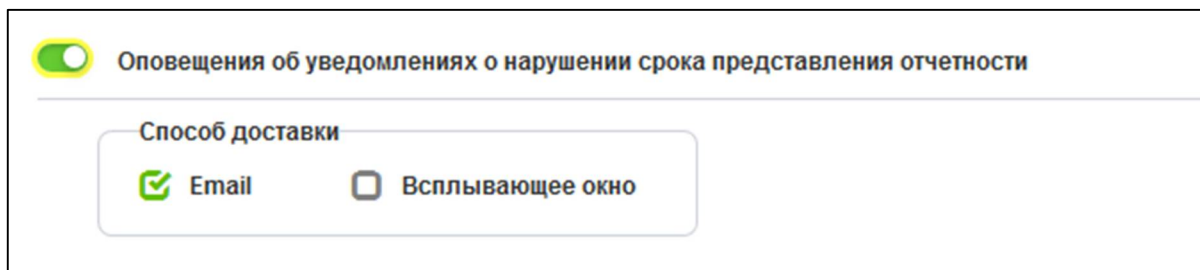 Оповещения об уведомлениях о нарушении срока представления отчетности
Способ доставки
Email Всплывающее окно